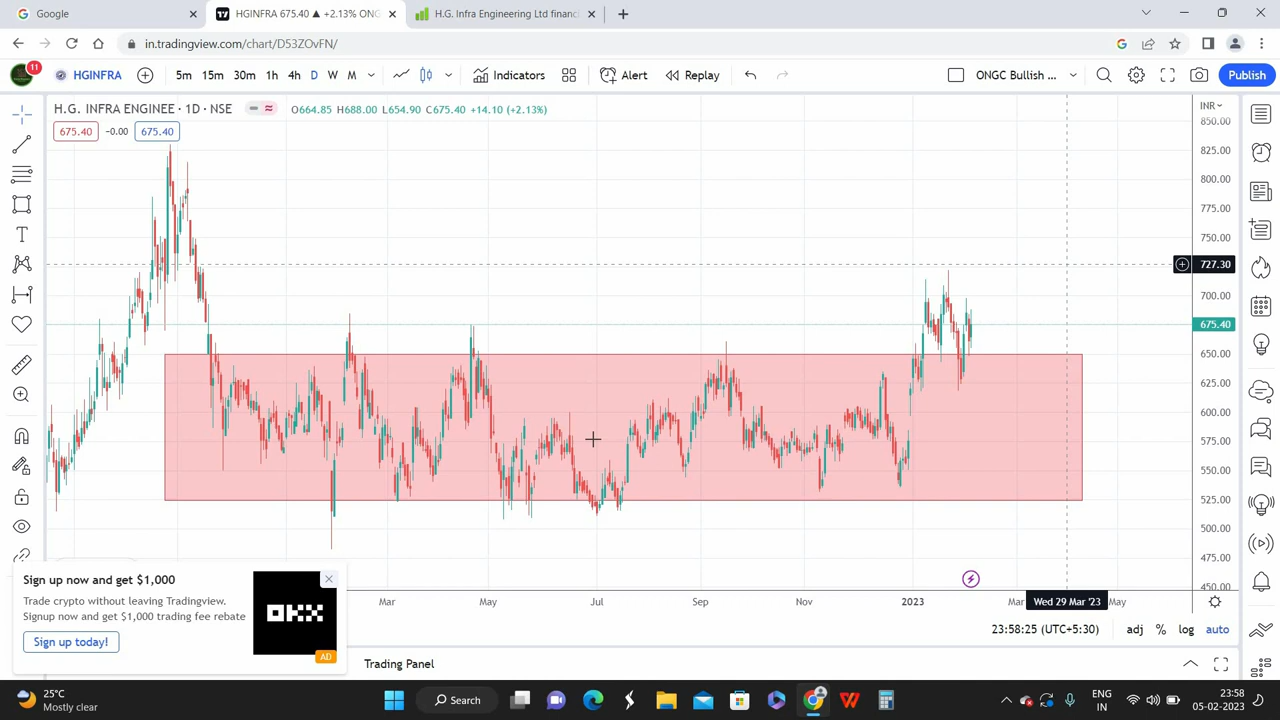 Google
HGINFRA 675.40 ▲ +2.13% ONG
H.G. Infra Engineering Ltd financ
in.tradingview.com/chart/D53ZOvFN/
11
HGINFRA
5m 15m 30m 1h 4h D W M
Indicators
Alert
Replay
ONGC Bullish ...
Publish
H.G. INFRA ENGINEE · 1D · NSE
O664.85 H688.00 L654.90 C675.40 +14.10 (+2.13%)
INR
675.40 -0.00 675.40
850.00
825.00
800.00
775.00
750.00
727.30
700.00
675.40
650.00
625.00
600.00
575.00
550.00
525.00
500.00
475.00
450.00
Sign up now and get $1,000
Trade crypto without leaving Tradingview.
Signup now and get $1,000 trading fee rebate
Sign up today!
OKX
AD
Mar May Jul Sep Nov 2023 Mar Wed 29 Mar '23 May
23:58:25 (UTC+5:30) adj % log auto
Trading Panel
25°C
Mostly clear
Search
ENG
IN
23:58
05-02-2023